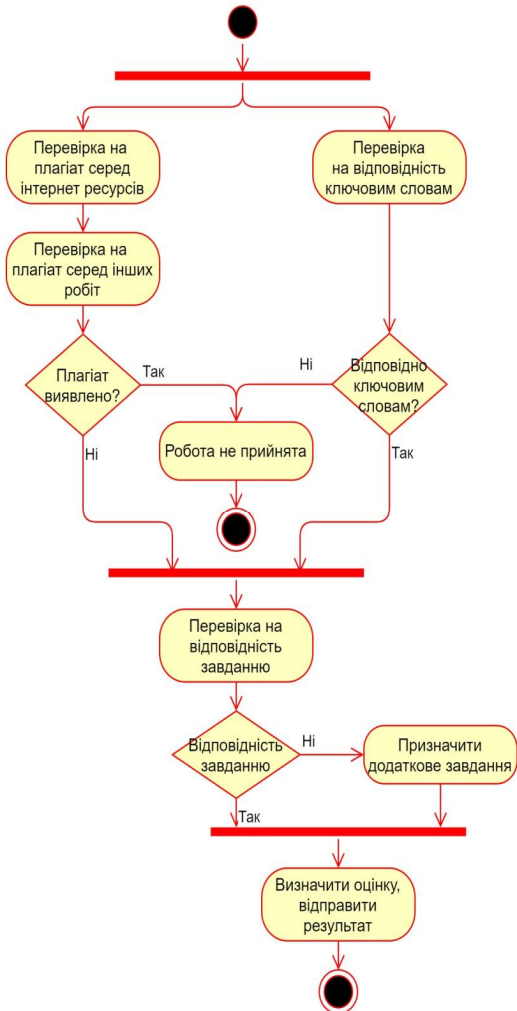 Перевірка на
плагіат серед
інтернет ресурсів
Перевірка
на відповідність
ключовим словам
Перевірка на
плагіат серед інших
робіт
Плагіат
виявлено?
Так
Ні
Відповідно
ключовим
словам?
Робота не прийнята
Ні
Так
Перевірка на
відповідність
завданню
Відповідність
завданню
Ні
Призначити
додаткове завдання
Так
Визначити оцінку,
відправити
результат